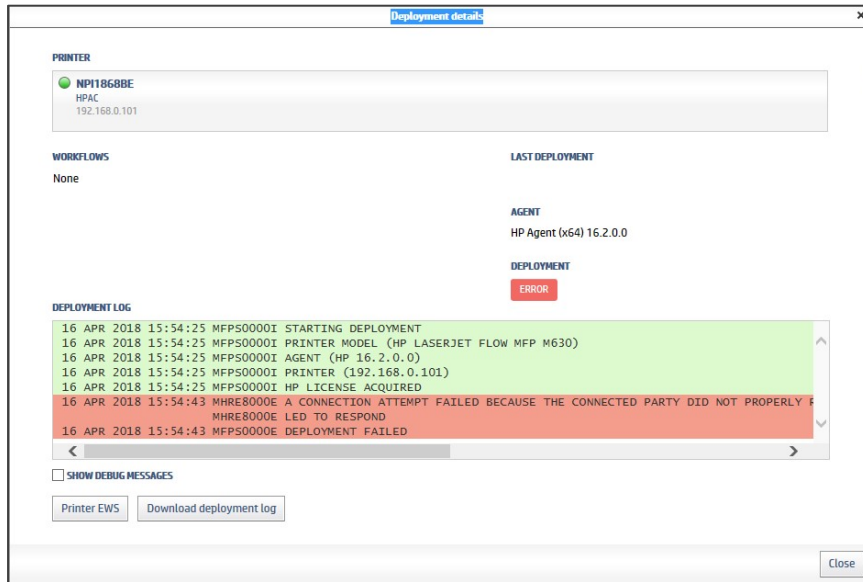 Deployment details
x
PRINTER
NPI1868BE
HPAC
192.168.0.101
WORKFLOWS
None
LAST DEPLOYMENT
AGENT
HP Agent (x64) 16.2.0.0
DEPLOYMENT
ERROR
DEPLOYMENT LOG
16 APR 2018 15:54:25 MFPS0000I STARTING DEPLOYMENT
16 APR 2018 15:54:25 MFPS0000I PRINTER MODEL (HP LASERJET FLOW MFP M630)
16 APR 2018 15:54:25 MFPS0000I AGENT (HP 16.2.0.0)
16 APR 2018 15:54:25 MFPS0000I PRINTER (192.168.0.101)
16 APR 2018 15:54:25 MFPS0000I HP LICENSE ACQUIRED
16 APR 2018 15:54:43 MHRE8000E A CONNECTION ATTEMPT FAILED BECAUSE THE CONNECTED PARTY DID NOT PROPERLY
MHRE8000E LED TO RESPOND
16 APR 2018 15:54:43 MFPS0000E DEPLOYMENT FAILED
SHOW DEBUG MESSAGES
Printer EWS
Download deployment log
Close